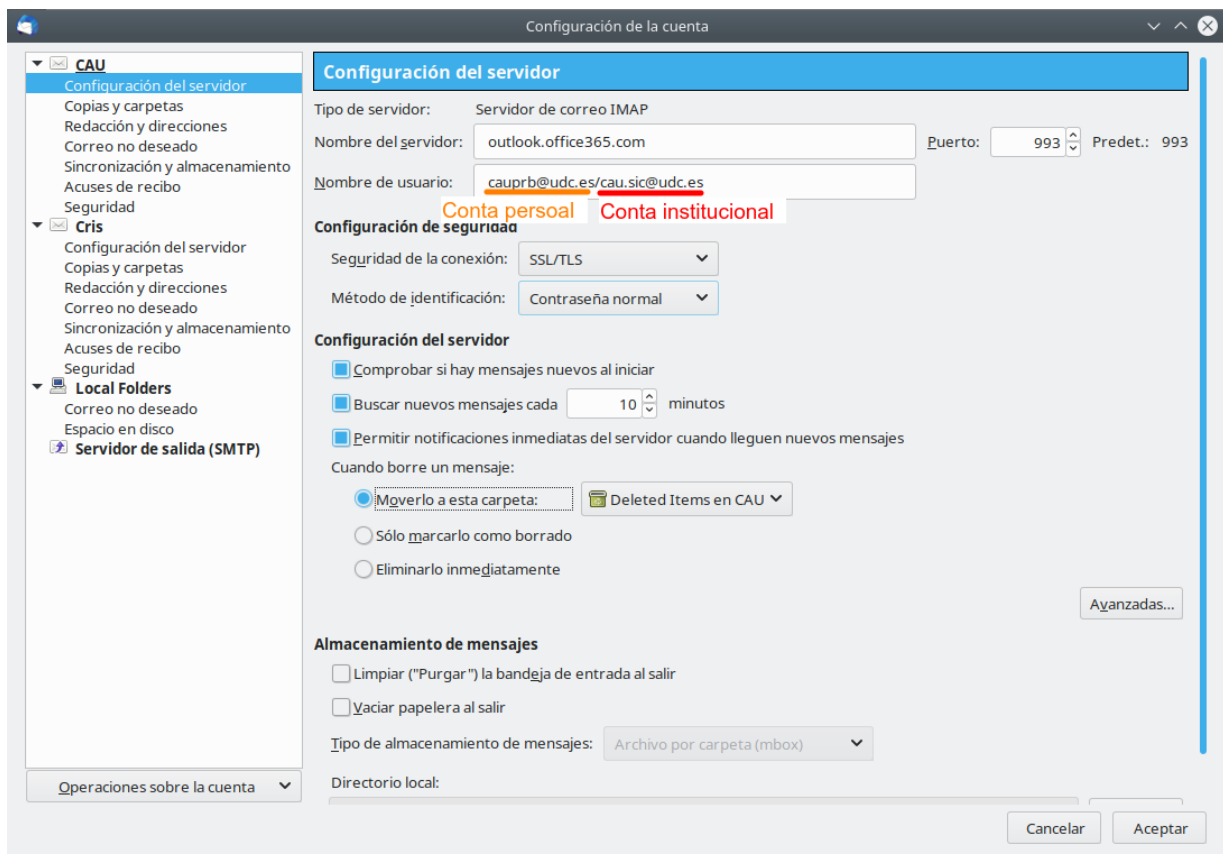 Configuración de la cuenta
CAU
Configuración del servidor
Copias y carpetas
Redacción y direcciones
Correo no deseado
Sincronización y almacenamiento
Acuses de recibo
Seguridad
Cris
Configuración del servidor
Copias y carpetas
Redacción y direcciones
Correo no deseado
Sincronización y almacenamiento
Acuses de recibo
Seguridad
Local Folders
Correo no deseado
Espacio en disco
Servidor de salida (SMTP)
Operaciones sobre la cuenta
Configuración del servidor
Tipo de servidor: Servidor de correo IMAP
Nombre del servidor: outlook.office365.com Puerto: 993 Predet.: 993
Nombre de usuario: cauprb@udc.es/cau.sic@udc.es
Conta persoal Conta institucional
Configuración de seguridad
Seguridad de la conexión: SSL/TLS
Método de identificación: Contraseña normal
Configuración del servidor
Comprobar si hay mensajes nuevos al iniciar
Buscar nuevos mensajes cada 10 minutos
Permitir notificaciones inmediatas del servidor cuando lleguen nuevos mensajes
Cuando borre un mensaje:
Moverlo a esta carpeta: Deleted Items en CAU
Sólo marcarlo como borrado
Eliminarlo inmediatamente
Avanzadas...
Almacenamiento de mensajes
Limpiar ("Purgar") la bandeja de entrada al salir
Vaciar papelera al salir
Tipo de almacenamiento de mensajes: Archivo por carpeta (mbox)
Directorio local:
Cancelar Aceptar